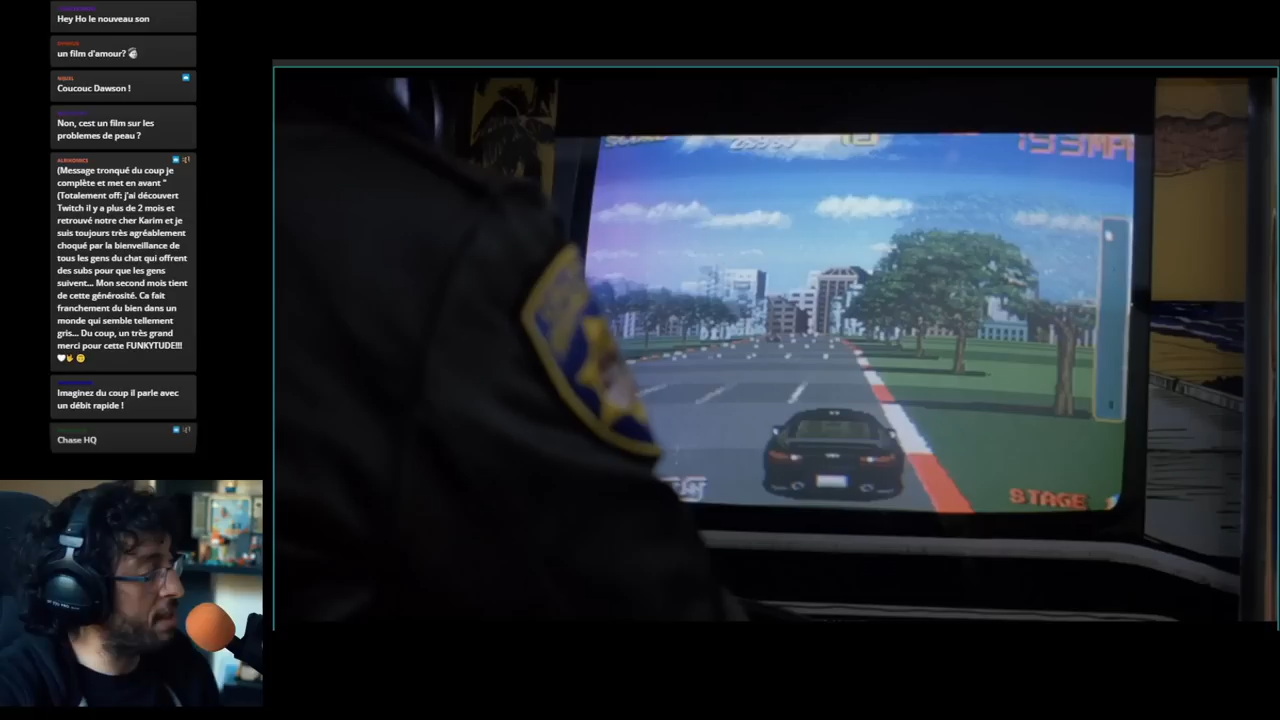 Hey Ho le nouveau son
un film d'amour?
Coucouc Dawson !
Non, cest un film sur les
problemes de peau ?
(Message tronqué du coup je
complète et met en avant "
(Totalement off: j'ai découvert
Twitch il y a plus de 2 mois et
retrouvé notre cher Karim et je
suis toujours très agréablement
choqué par la bienveillance de
tous les gens du chat qui offrent
des subs pour que les gens
suivent... Mon second mois tient
de cette générosité. Ca fait
franchement du bien dans un
monde qui semble tellement
gris... Du coup, un très grand
merci pour cette FUNKYTUDE!!!
Imaginez du coup il parle avec
un débit rapide !
Chase HQ
STAGE